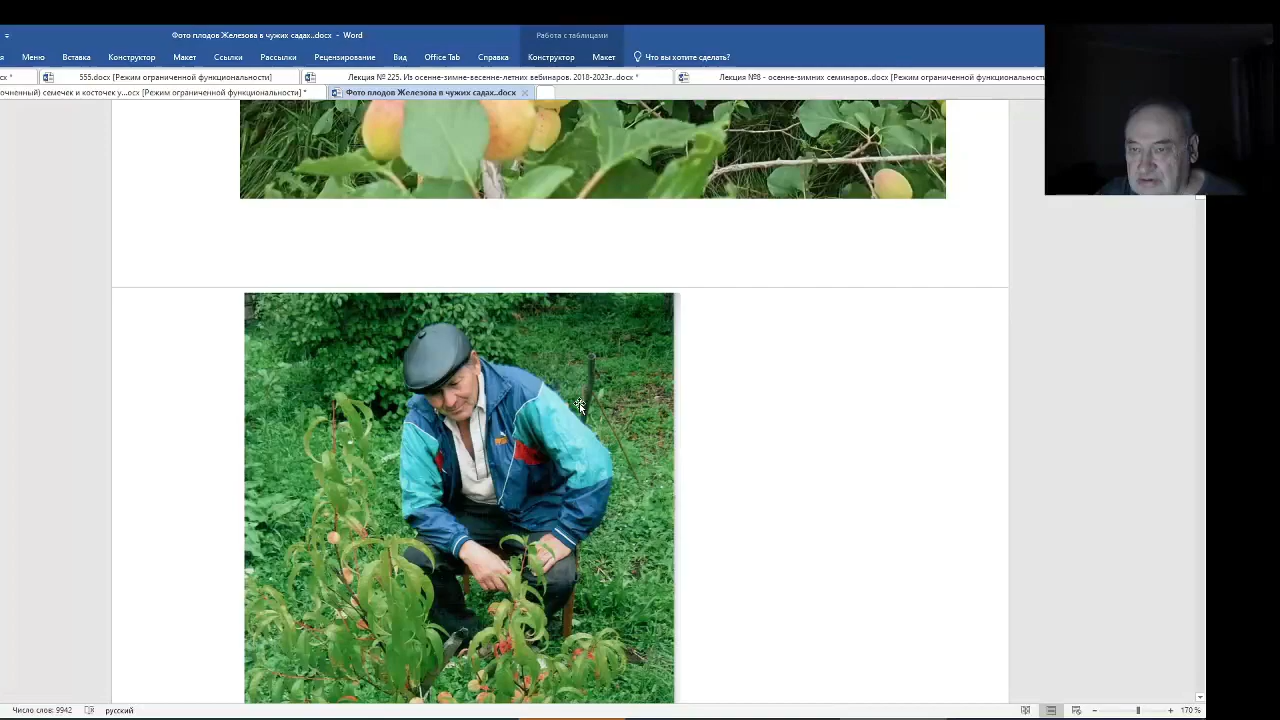 Фото плодов Железова в чужих садах..docx - Word
Работа с таблицами
Меню Вставка Конструктор Макет Ссылки Рассылки Рецензирование Вид Office Tab Справка Конструктор Макет Что вы хотите сделать?
555.docx [Режим ограниченной функциональности]
Лекция № 225. Из осенне-зимне-весенне-летних вебинаров. 2018-2023г..docx *
Лекция №8 - осенне-зимних семинаров..docx [Режим ограниченной функциональности
оченный) семечек и косточек у...ocx [Режим ограниченной функциональности] *
Фото плодов Железова в чужих садах..docx
Число слов: 9942 русский 170 %